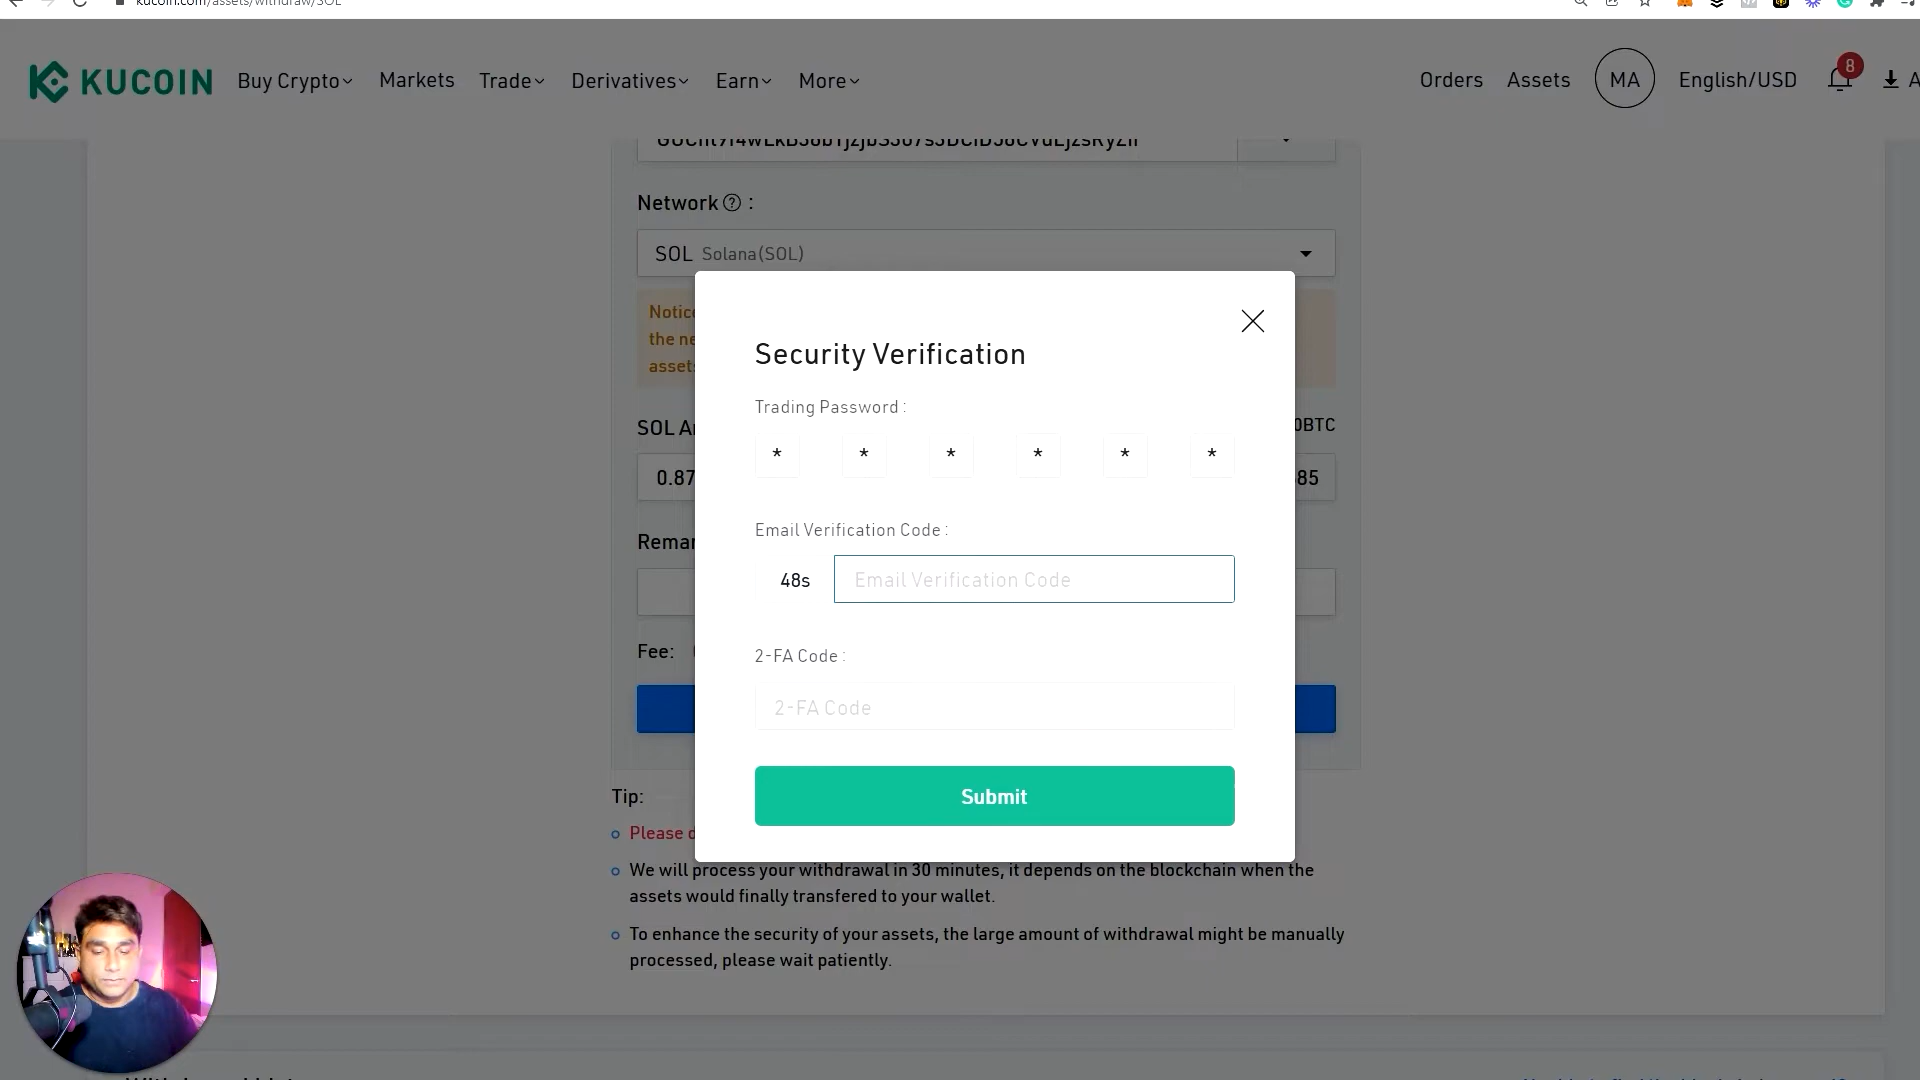 kucoin.com/assets/withdraw/SOL
KUCOIN Buy Crypto Markets Trade Derivatives Earn More Orders Assets MA English/USD 8 A
Network ? :
SOL Solana(SOL)
Notice
the ne
assets
Security Verification
Trading Password :
* * * * * *
SOL A
0BTC
0.87
85
Email Verification Code :
Remar
48s Email Verification Code
2-FA Code :
Fee:
2-FA Code
Submit
Tip:
Please d
We will process your withdrawal in 30 minutes, it depends on the blockchain when the
assets would finally transfered to your wallet.
To enhance the security of your assets, the large amount of withdrawal might be manually
processed, please wait patiently.